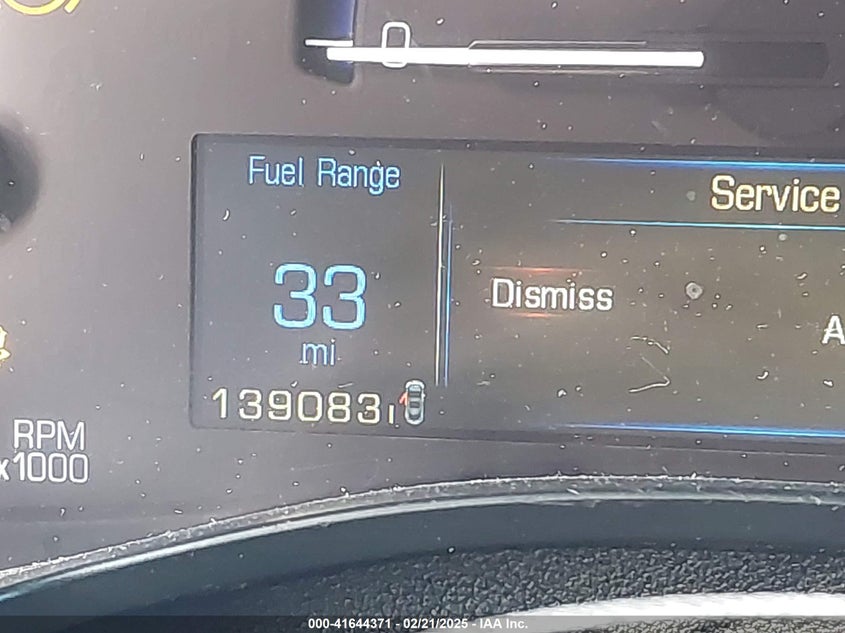 Fuel Range
33
mi
139083
Service
Dismiss
A
RPM
x1000
000-41644371 - 02/21/2025 - IAA Inc.